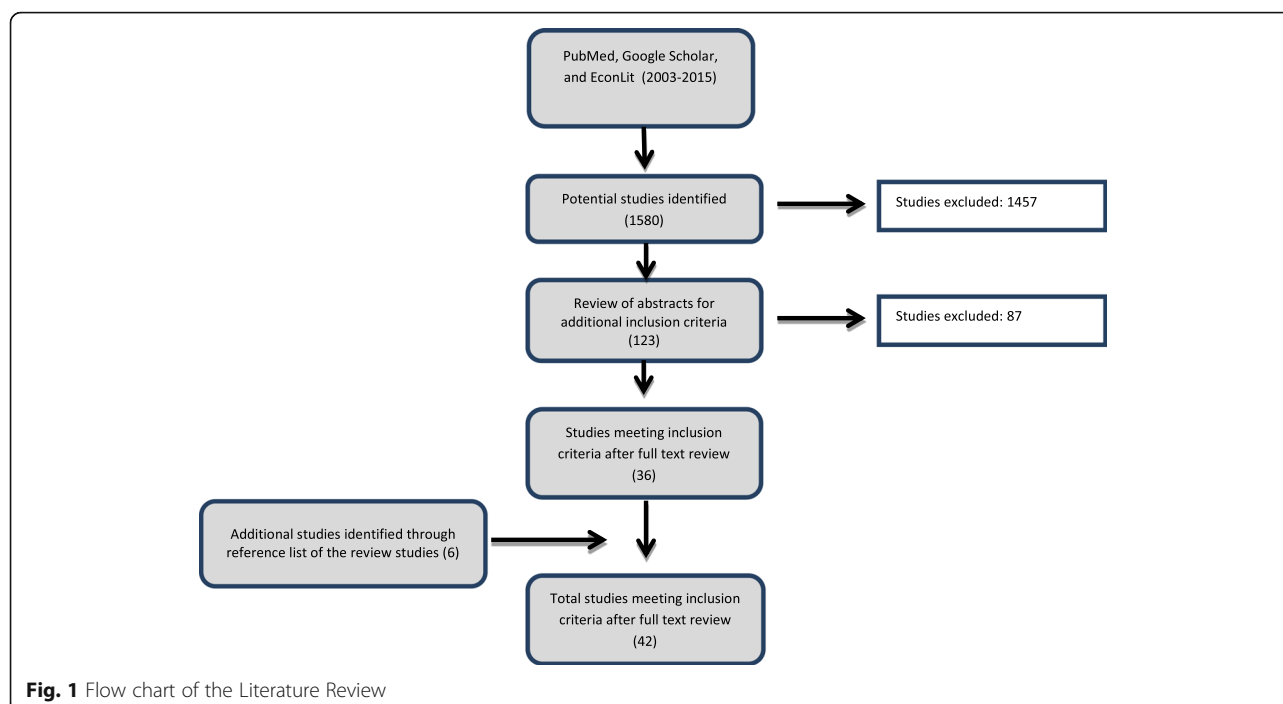 PubMed, Google Scholar,
and EconLit (2003-2015)
Potential studies identified
(1580)
Studies excluded: 1457
Review of abstracts for
additional inclusion criteria
(123)
Studies excluded: 87
Studies meeting inclusion
criteria after full text review
(36)
Additional studies identified through
reference list of the review studies (6)
Total studies meeting inclusion
criteria after full text review
(42)
Fig. 1 Flow chart of the Literature Review